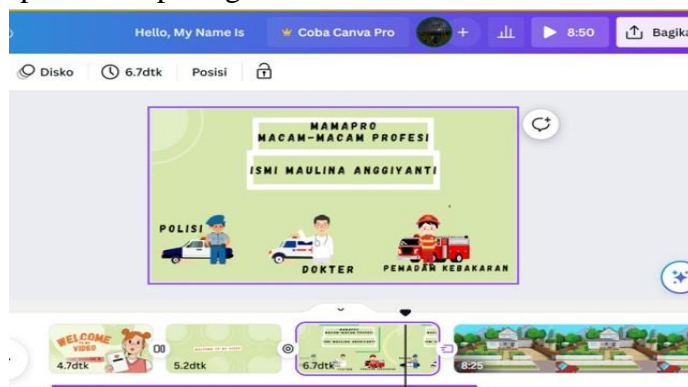 Hello, My Name Is
Coba Canva Pro
8:50
Bagika
Disko
6.7dtk
Posisi
MAMAPRO
MACAM-MACAM PROFESI
ISMI MAULINA ANGGIYANTI
POLISI
DOKTER
PEMADAM KEBAKARAN
WELCOME
VIDEO
4.7dtk
5.2dtk
6.7dtk
8:25